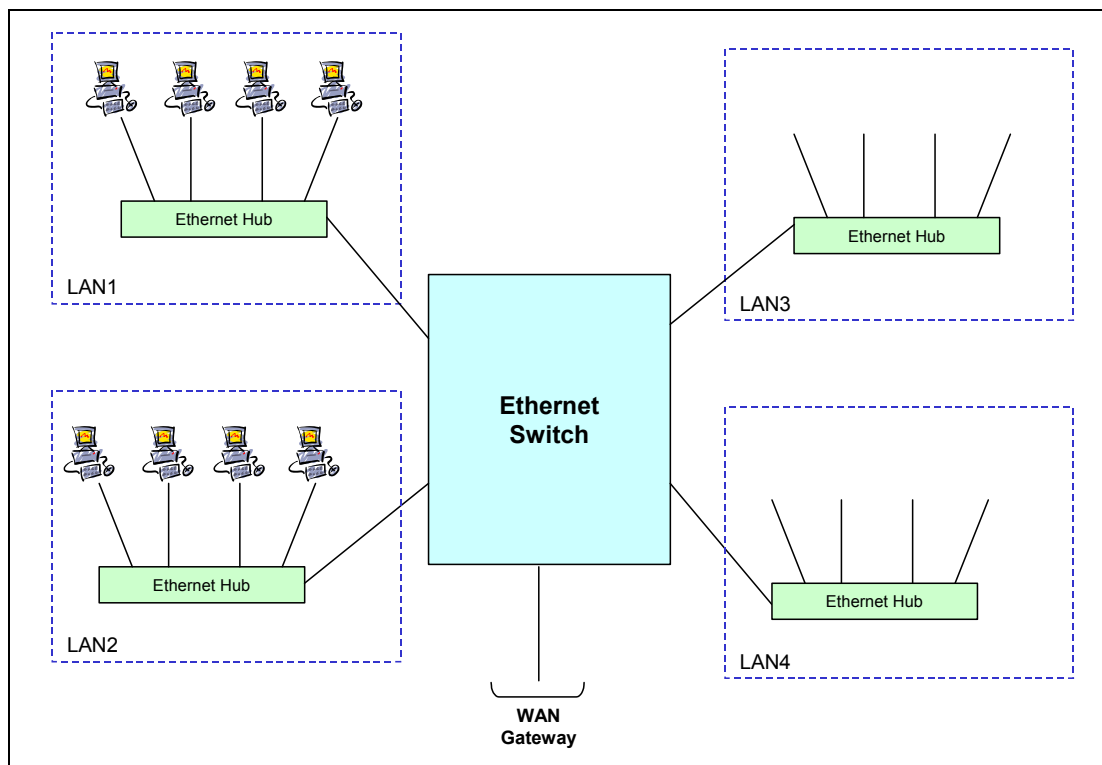 Ethernet Hub
LAN1
Ethernet Hub
LAN3
Ethernet
Switch
Ethernet Hub
LAN2
Ethernet Hub
LAN4
WAN
Gateway